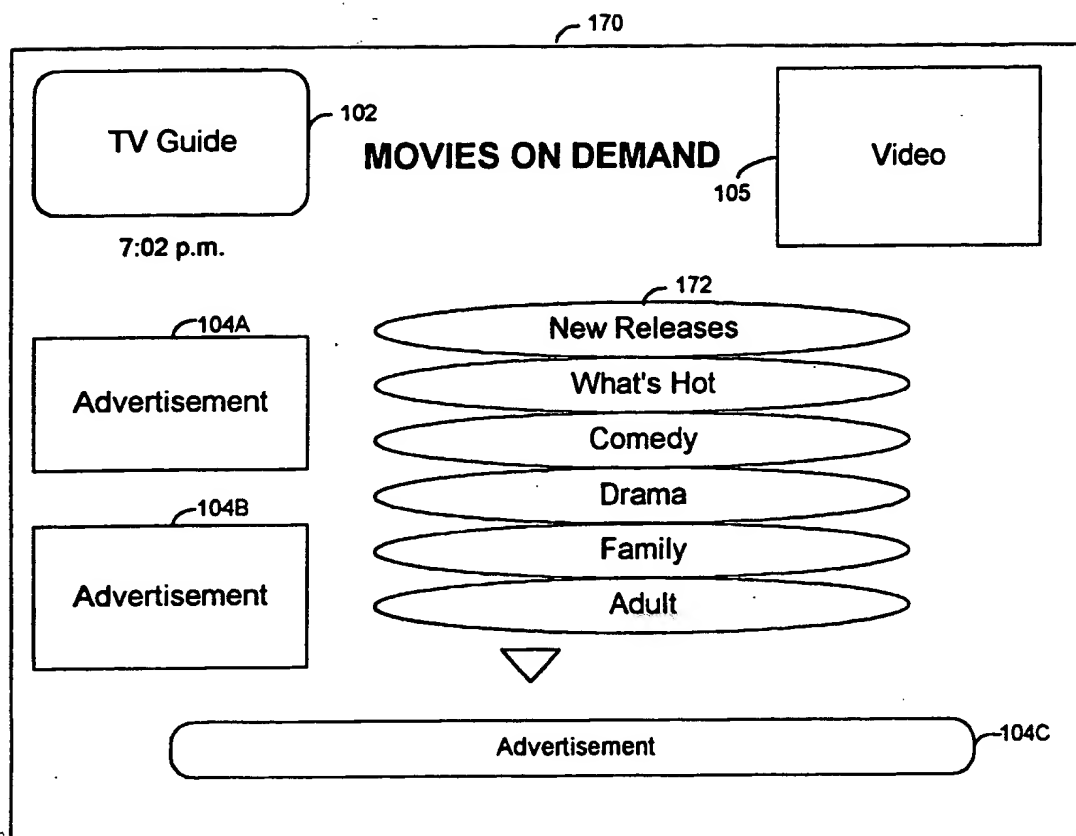 170
TV Guide
102
MOVIES ON DEMAND
105
Video
7:02 p.m.
172
104A
Advertisement
New Releases
What's Hot
Comedy
Drama
Family
Adult
104B
Advertisement
Advertisement
104C